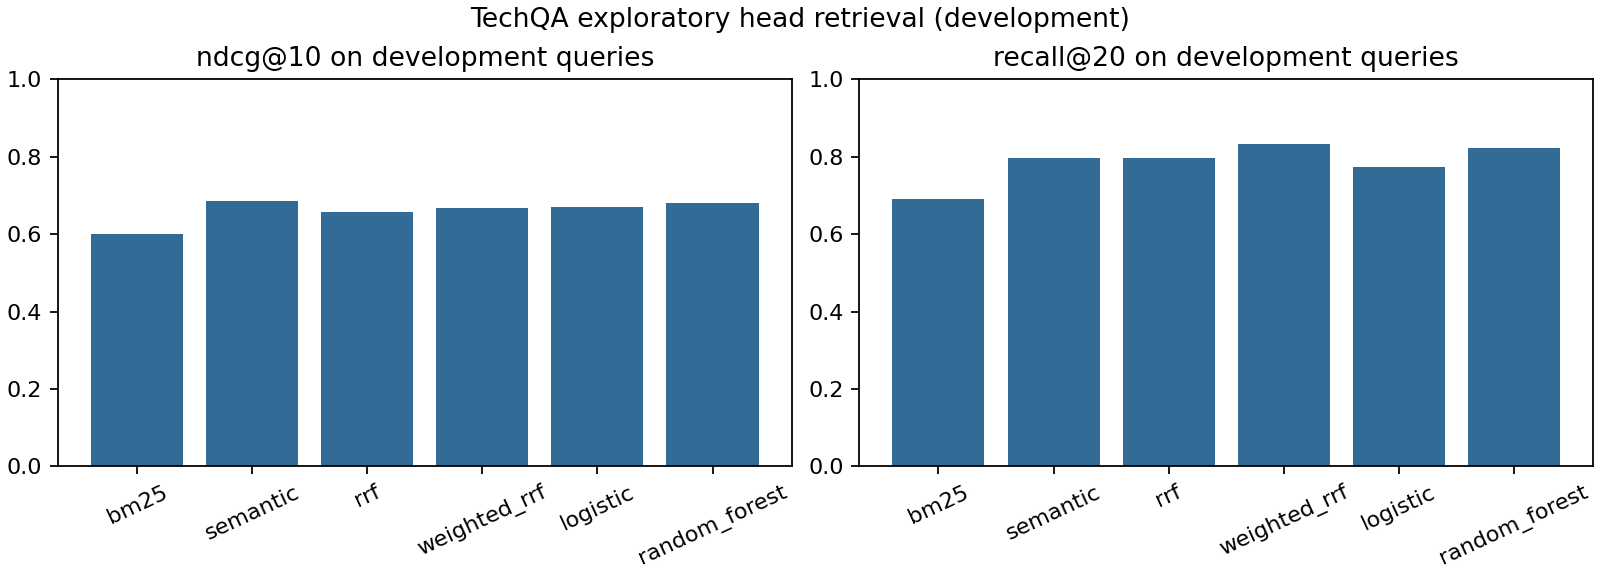 TechQA exploratory head retrieval (development)
ndcg@10 on development queries
1.0
0.8
0.6
0.4
0.2
0.0
bm25
semantic
rrf
weighted_rrf
logistic
random_forest
recall@20 on development queries
1.0
0.8
0.6
0.4
0.2
0.0
bm25
semantic
rrf
weighted_rrf
logistic
random_forest